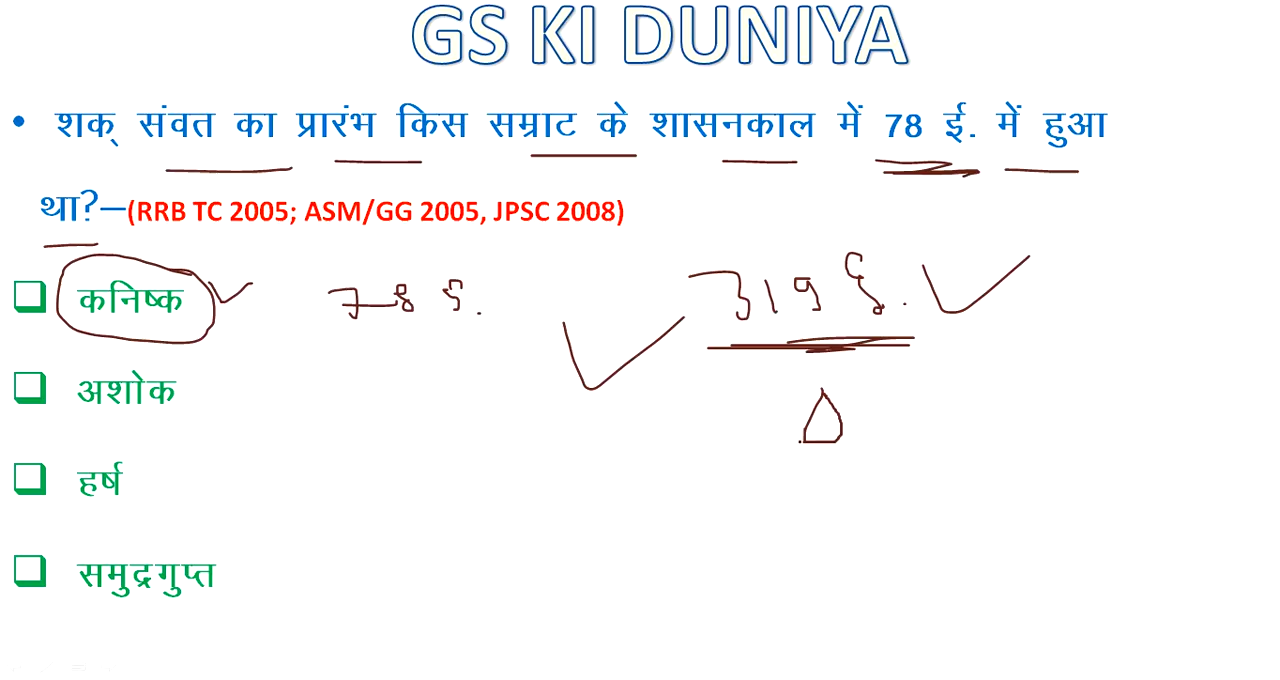 GS KI DUNIYA
• शक् संवत का प्रारंभ किस सम्राट के शासनकाल में 78 ई. में हुआ
था?—(RRB TC 2005; ASM/GG 2005, JPSC 2008)
❑ कनिष्क 78 ई. 319 ई.
❑ अशोक
❑ हर्ष
❑ समुद्रगुप्त